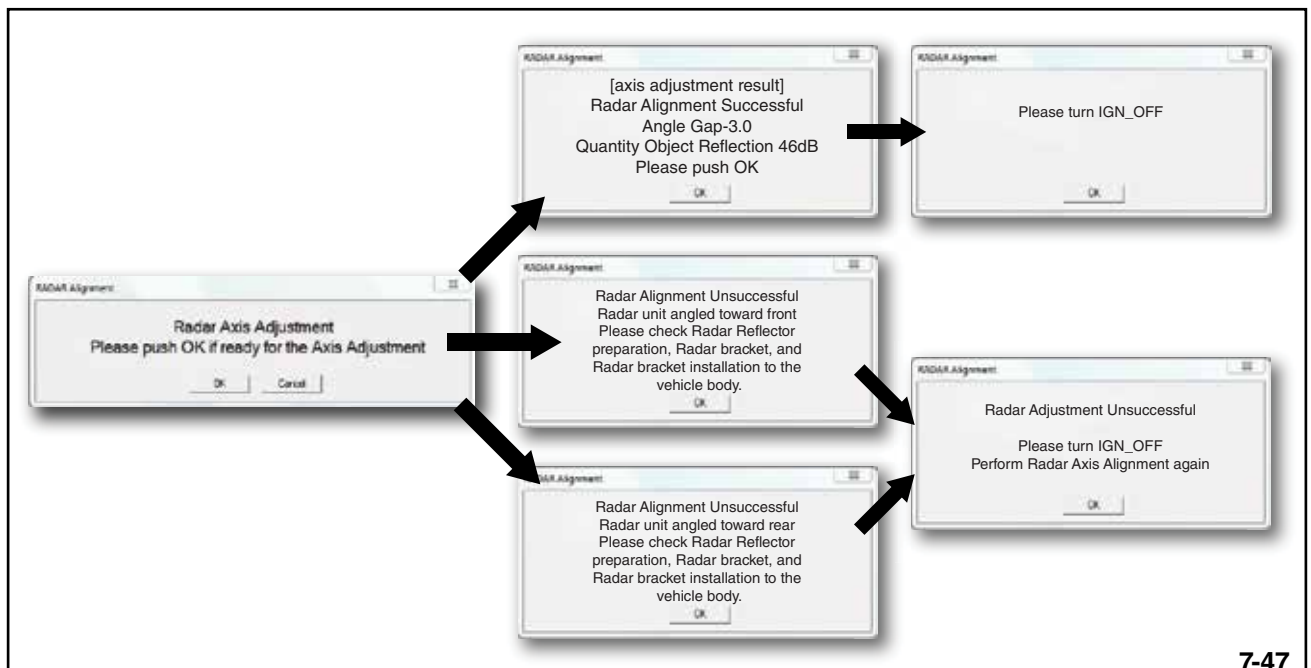 RADAR Alignment
Radar Axis Adjustment
Please push OK if ready for the Axis Adjustment
OK
Cancel
RADAR Alignment
[axis adjustment result]
Radar Alignment Successful
Angle Gap-3.0
Quantity Object Reflection 46dB
Please push OK
OK
RADAR Alignment
Please turn IGN_OFF
OK
RADAR Alignment
Radar Alignment Unsuccessful
Radar unit angled toward front
Please check Radar Reflector
preparation, Radar bracket, and
Radar bracket installation to the
vehicle body.
OK
RADAR Alignment
Radar Alignment Unsuccessful
Radar unit angled toward rear
Please check Radar Reflector
preparation, Radar bracket, and
Radar bracket installation to the
vehicle body.
OK
RADAR Alignment
Radar Adjustment Unsuccessful
Please turn IGN_OFF
Perform Radar Axis Alignment again
OK
7-47